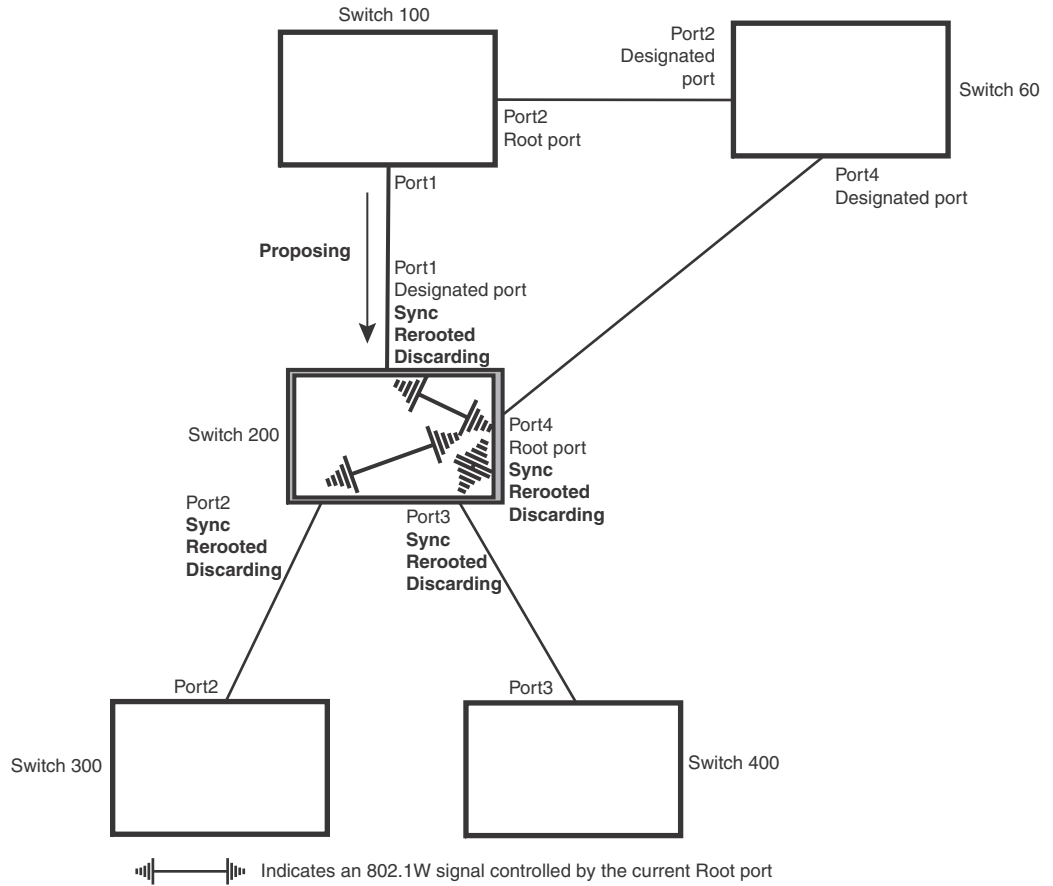 Switch 100
Port2
Designated
port
Switch 60
Port2
Root port
Port1
Port4
Designated port
Proposing
Port1
Designated port
Sync
Rerooted
Discarding
Switch 200
Port4
Root port
Sync
Rerooted
Discarding
Port2
Sync
Rerooted
Discarding
Port3
Sync
Rerooted
Discarding
Port2
Port3
Switch 300
Switch 400
Indicates an 802.1W signal controlled by the current Root port